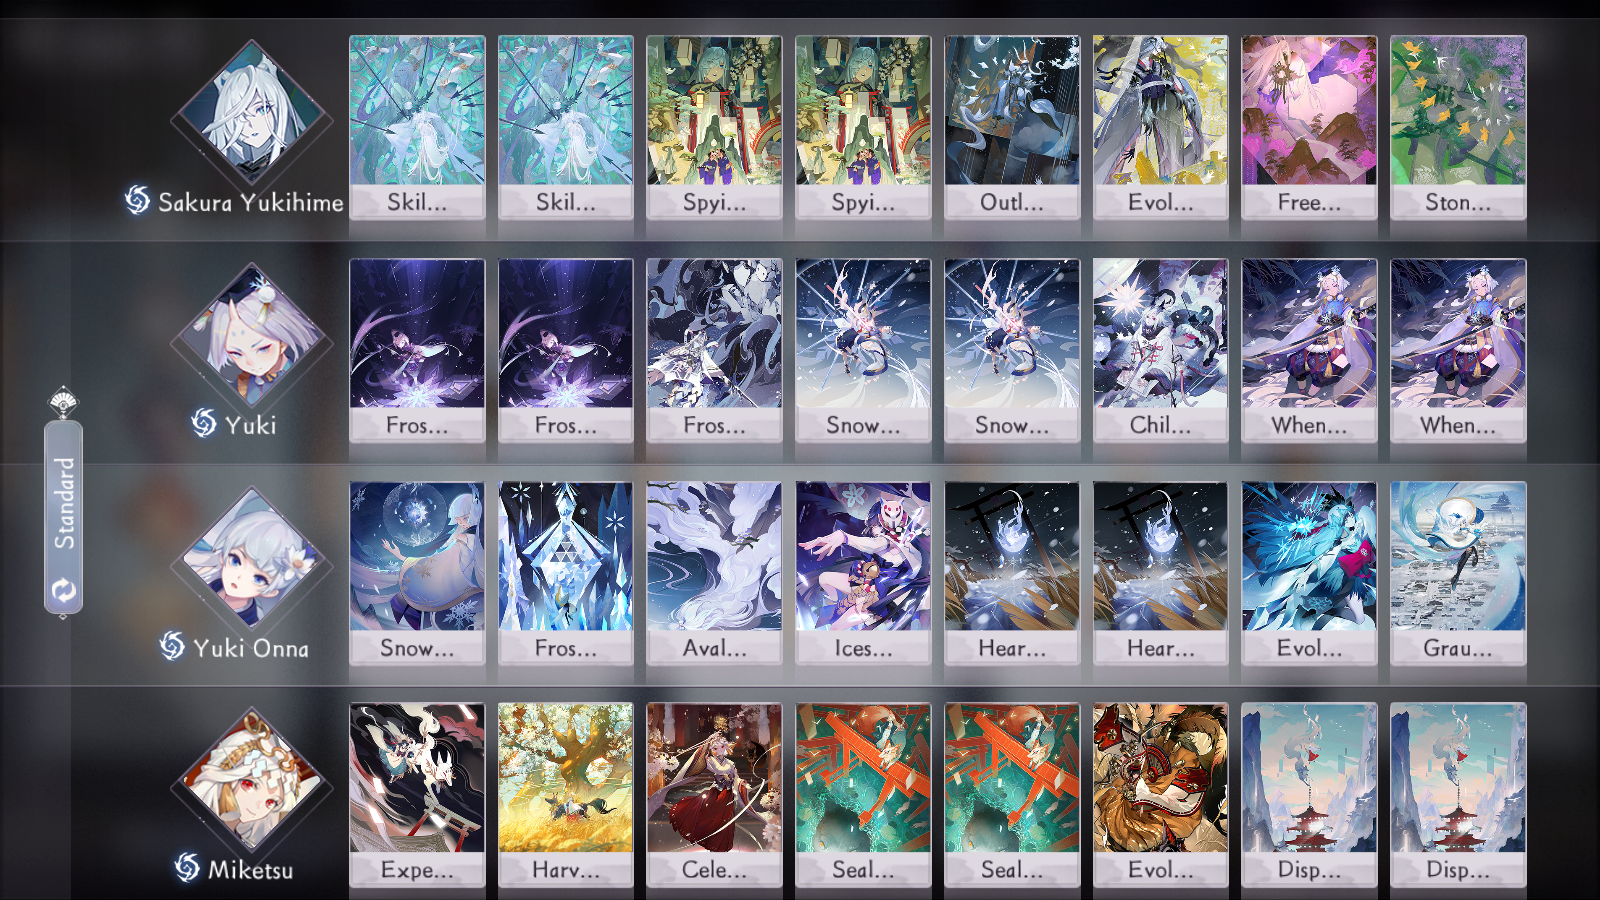 Sakura Yukihime
Skil...
Skil...
Spyi...
Spyi...
Outl...
Evol...
Free...
Ston...
Yuki
Fros...
Fros...
Fros...
Snow...
Snow...
Chil...
When...
When...
Standard
Yuki Onna
Snow...
Fros...
Aval...
Ices...
Hear...
Hear...
Evol...
Grau...
Miketsu
Expe...
Harv...
Cele...
Seal...
Seal...
Evol...
Disp...
Disp...